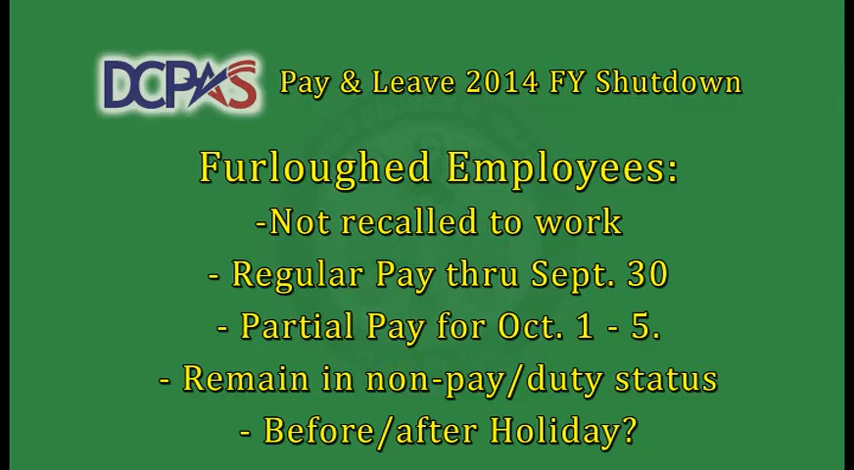 DCPAS Pay & Leave 2014 FY Shutdown
Furloughed Employees:
-Not recalled to work
- Regular Pay thru Sept. 30
- Partial Pay for Oct. 1 - 5.
- Remain in non-pay/duty status
- Before/after Holiday?